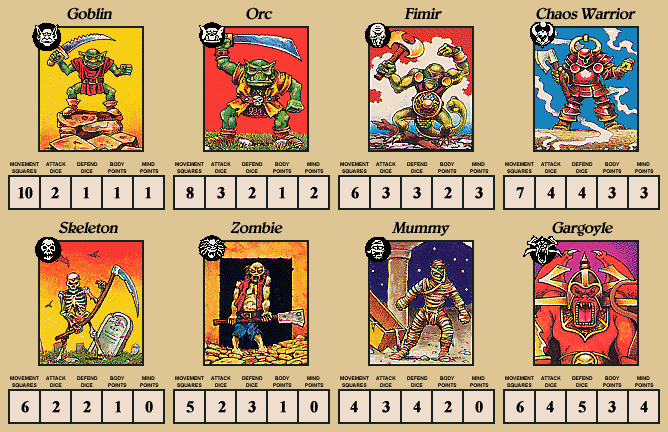 Goblin Orc Fimir Chaos Warrior
MOVEMENT ATTACK DEFEND BODY MIND MOVEMENT ATTACK DEFEND BODY MIND MOVEMENT ATTACK DEFEND BODY MIND MOVEMENT ATTACK DEFEND BODY MIND
SQUARES DICE DICE POINTS POINTS SQUARES DICE DICE POINTS POINTS SQUARES DICE DICE POINTS POINTS SQUARES DICE DICE POINTS POINTS
10 2 1 1 1 8 3 2 1 2 6 3 3 2 3 7 4 4 3 3
Skeleton Zombie Mummy Gargoyle
MOVEMENT ATTACK DEFEND BODY MIND MOVEMENT ATTACK DEFEND BODY MIND MOVEMENT ATTACK DEFEND BODY MIND MOVEMENT ATTACK DEFEND BODY MIND
SQUARES DICE DICE POINTS POINTS SQUARES DICE DICE POINTS POINTS SQUARES DICE DICE POINTS POINTS SQUARES DICE DICE POINTS POINTS
6 2 2 1 0 5 2 3 1 0 4 3 4 2 0 6 4 5 3 4